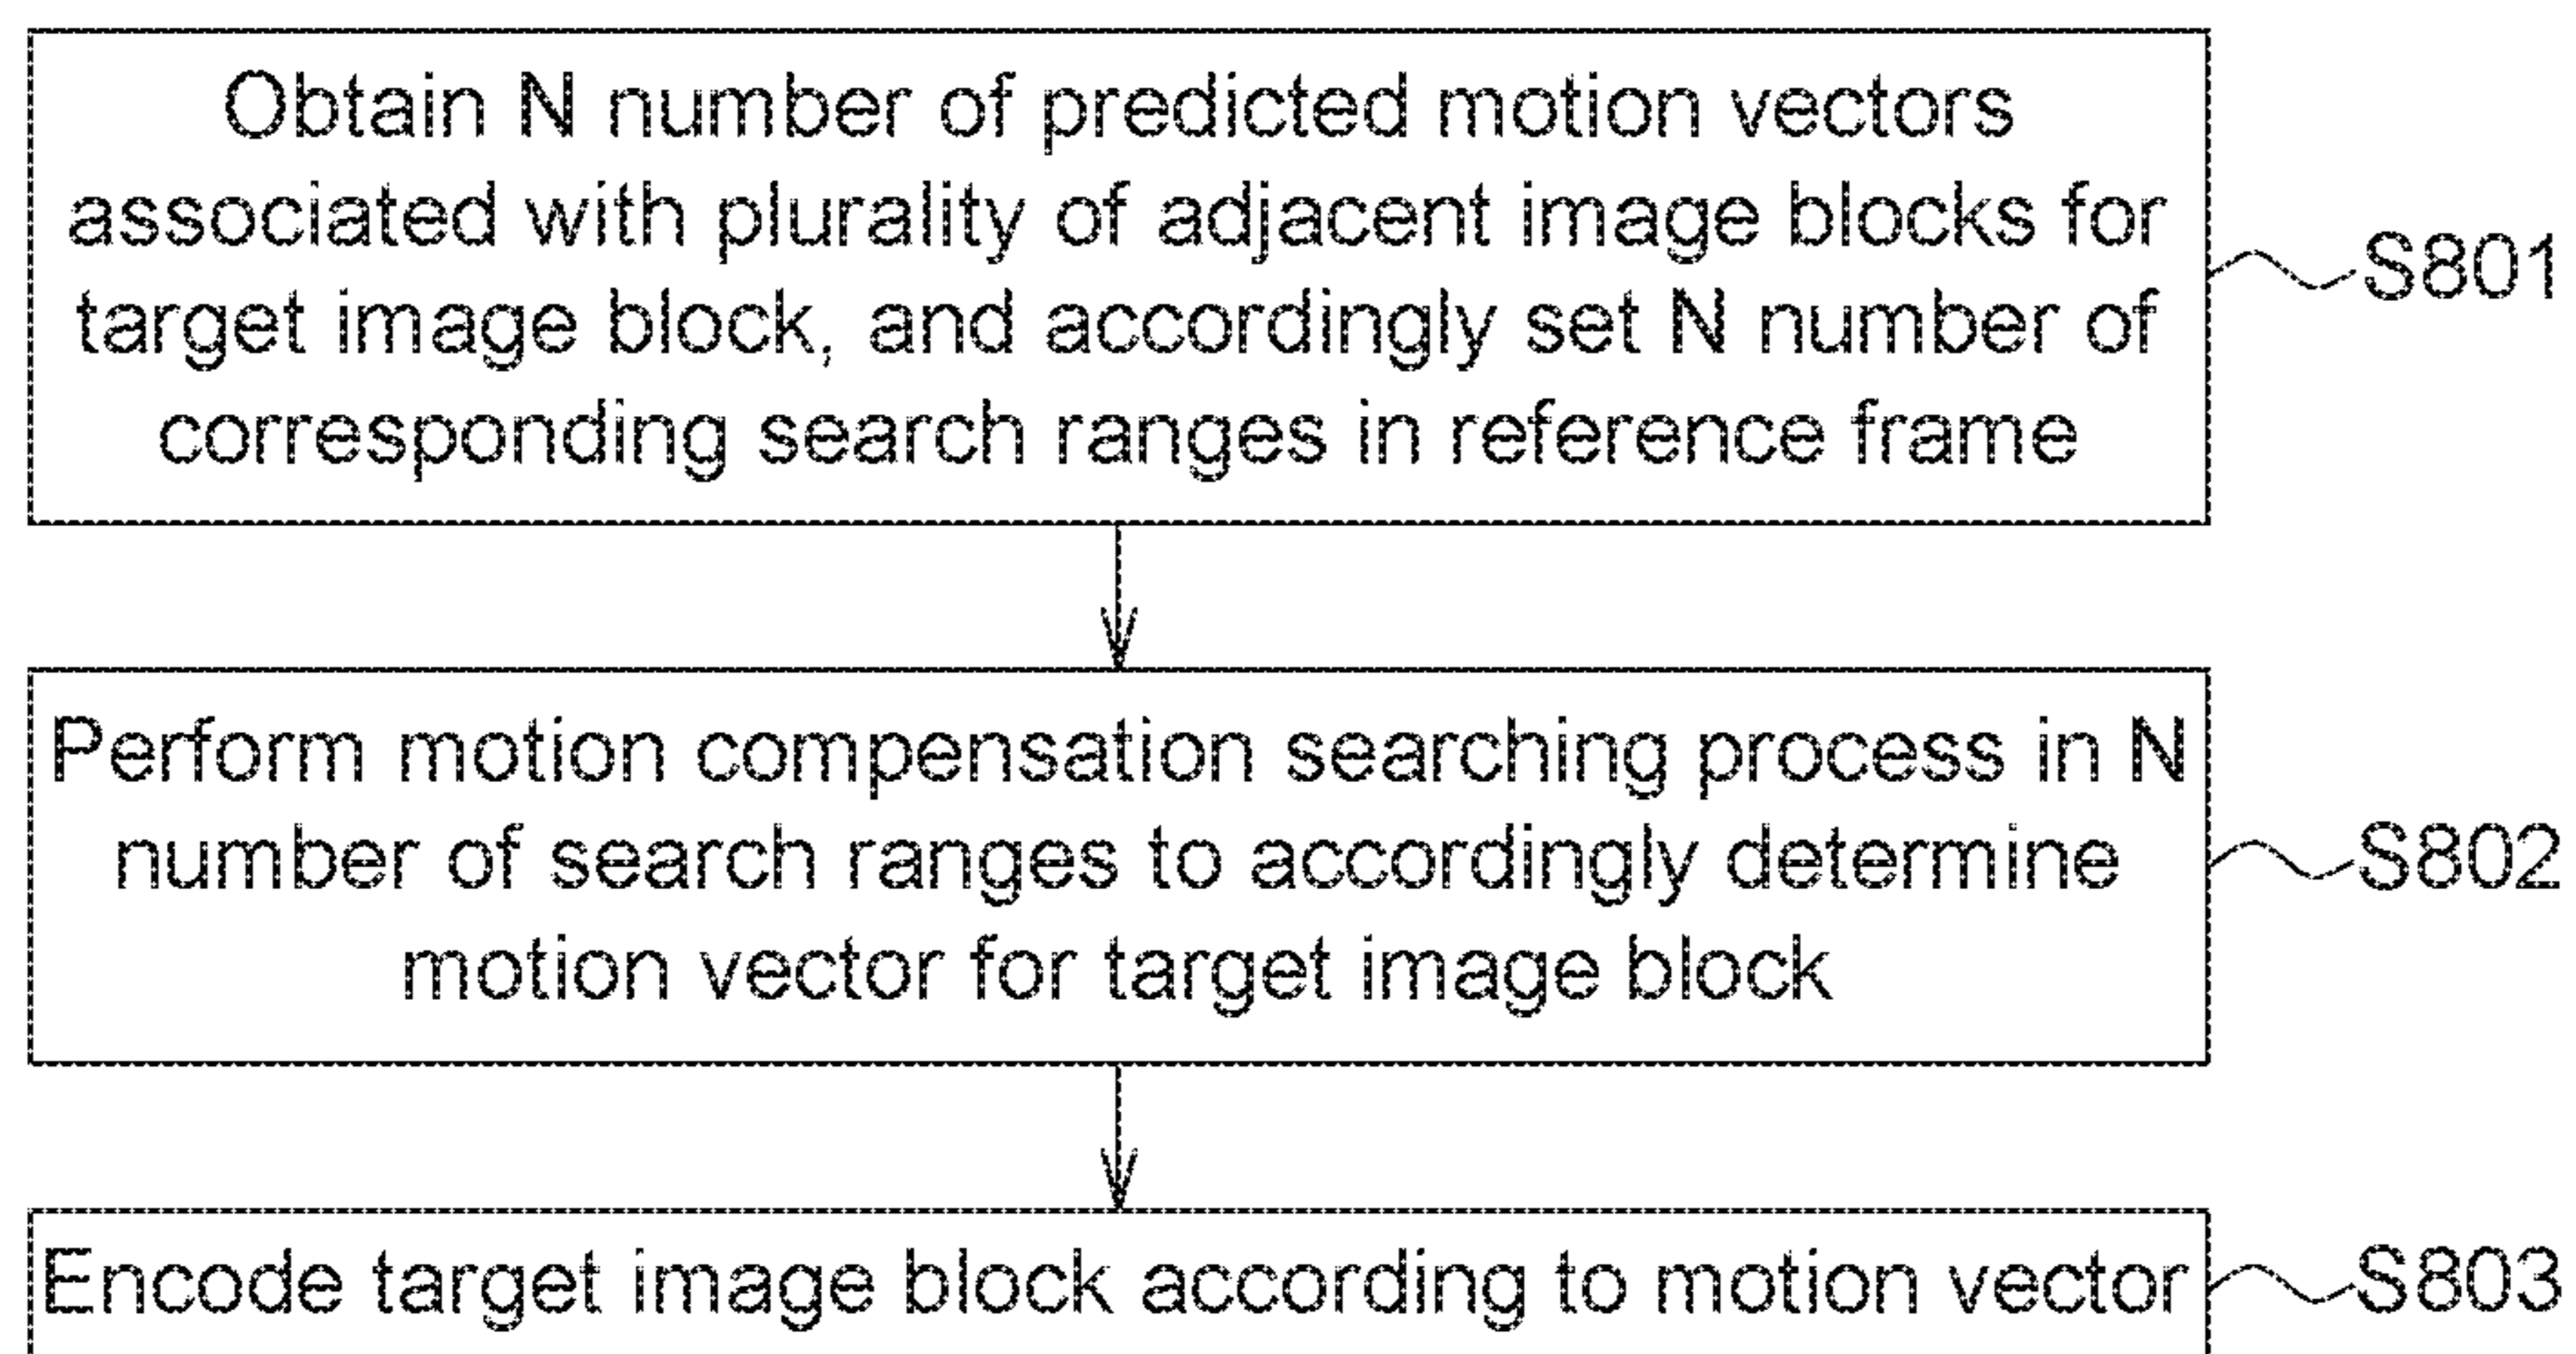 Obtain N number of predicted motion vectors
associated with plurality of adjacent image blocks for
target image block, and accordingly set N number of
corresponding search ranges in reference frame
S801
Perform motion compensation searching process in N
number of search ranges to accordingly determine
motion vector for target image block
S802
Encode target image block according to motion vector
S803